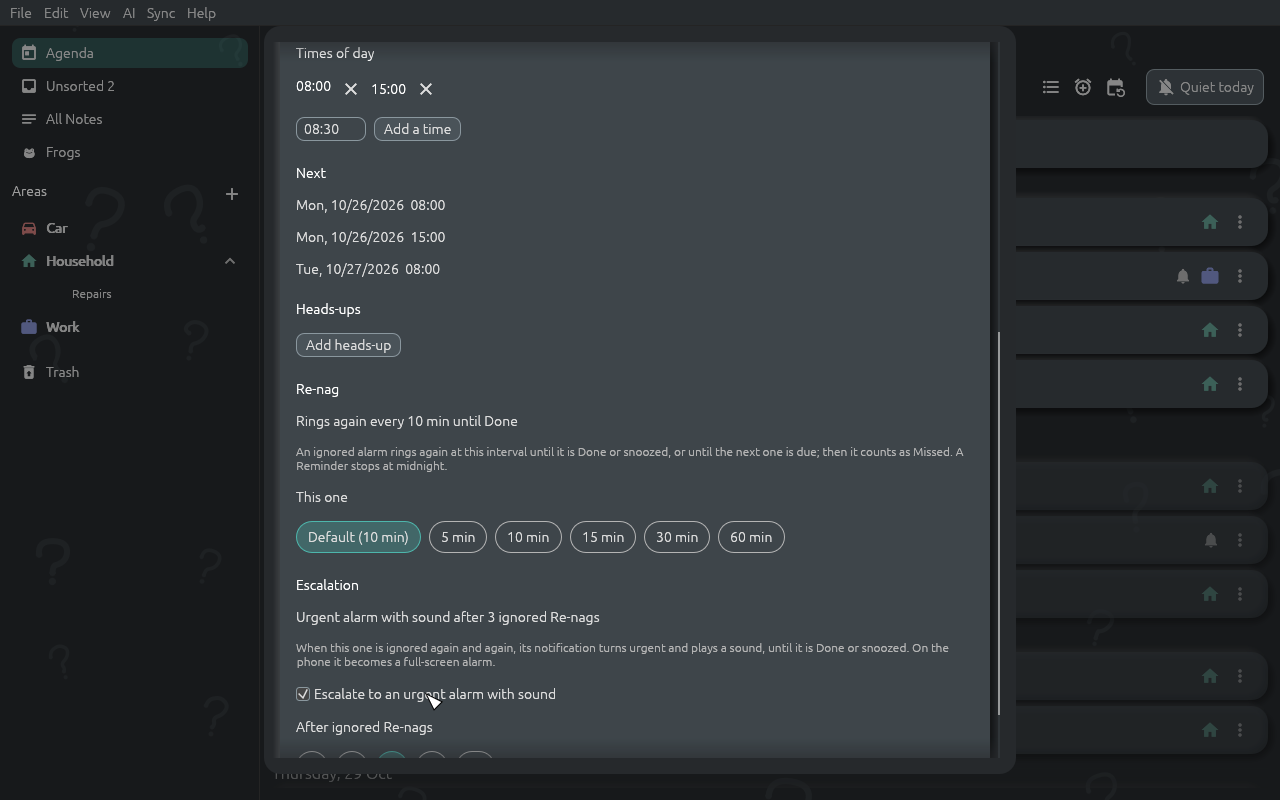 File Edit View AI Sync Help
Agenda
Unsorted 2
All Notes
Frogs
Areas
Car
Household
Repairs
Work
Trash
Quiet today
Times of day
08:00 15:00
08:30 Add a time
Next
Mon, 10/26/2026 08:00
Mon, 10/26/2026 15:00
Tue, 10/27/2026 08:00
Heads-ups
Add heads-up
Re-nag
Rings again every 10 min until Done
An ignored alarm rings again at this interval until it is Done or snoozed, or until the next one is due; then it counts as Missed. A
Reminder stops at midnight.
This one
Default (10 min) 5 min 10 min 15 min 30 min 60 min
Escalation
Urgent alarm with sound after 3 ignored Re-nags
When this one is ignored again and again, its notification turns urgent and plays a sound, until it is Done or snoozed. On the
phone it becomes a full-screen alarm.
Escalate to an urgent alarm with sound
After ignored Re-nags
Thursday, 29 Oct